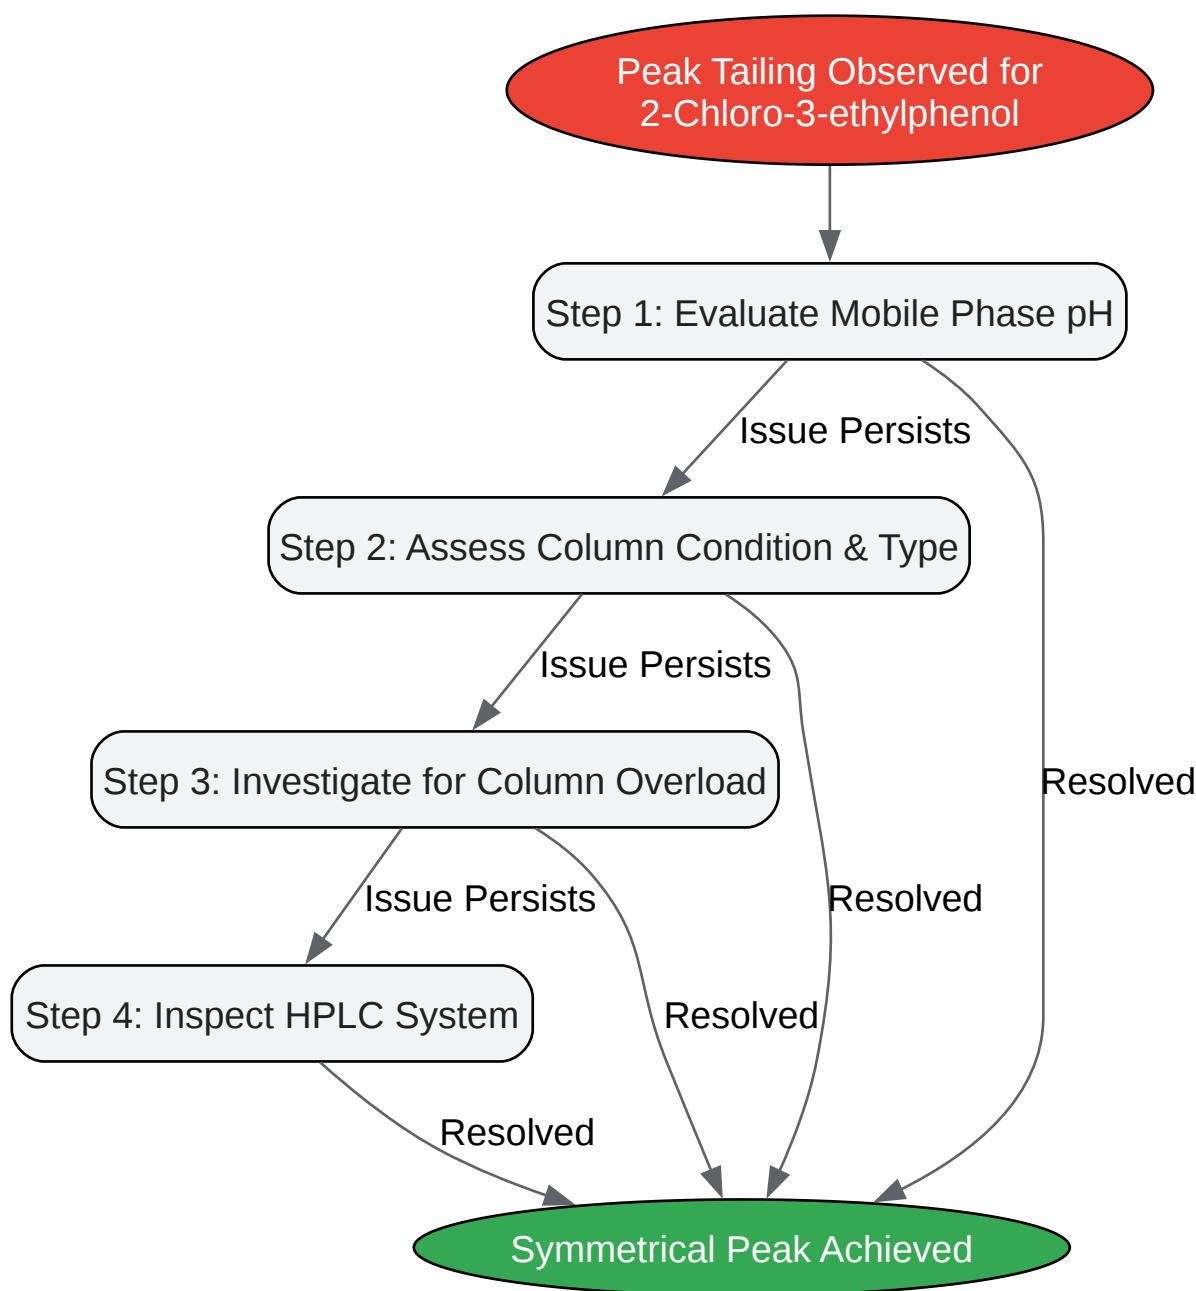 Peak Tailing Observed for
2-Chloro-3-ethylphenol
Step 1: Evaluate Mobile Phase pH
Issue Persists
Step 2: Assess Column Condition & Type
Issue Persists
Step 3: Investigate for Column Overload
Resolved
Issue Persists
Resolved
Step 4: Inspect HPLC System
Resolved
Resolved
Symmetrical Peak Achieved